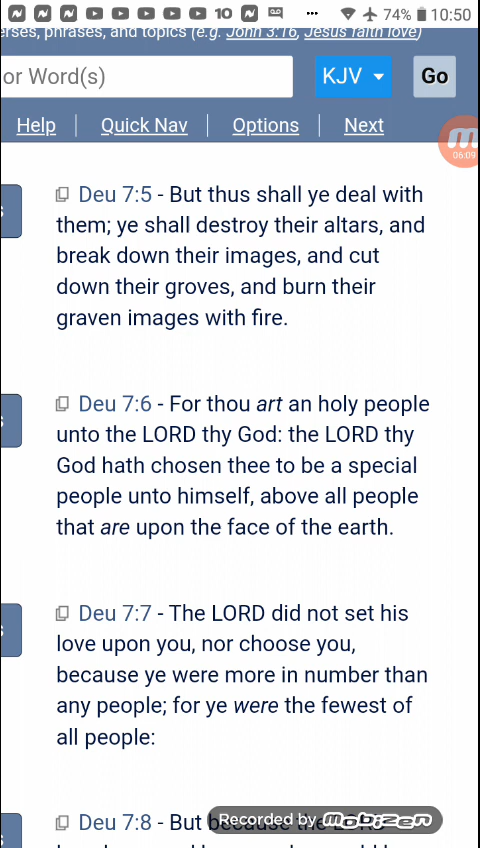 10 ... 74% 10:50
erses, phrases, and topics (e.g. John 3:16, Jesus faith love)
or Word(s) KJV Go
Help | Quick Nav | Options | Next
06:09
Deu 7:5 - But thus shall ye deal with
them; ye shall destroy their altars, and
break down their images, and cut
down their groves, and burn their
graven images with fire.
Deu 7:6 - For thou art an holy people
unto the LORD thy God: the LORD thy
God hath chosen thee to be a special
people unto himself, above all people
that are upon the face of the earth.
Deu 7:7 - The LORD did not set his
love upon you, nor choose you,
because ye were more in number than
any people; for ye were the fewest of
all people:
Deu 7:8 - But because the LORD
Recorded by mobizen